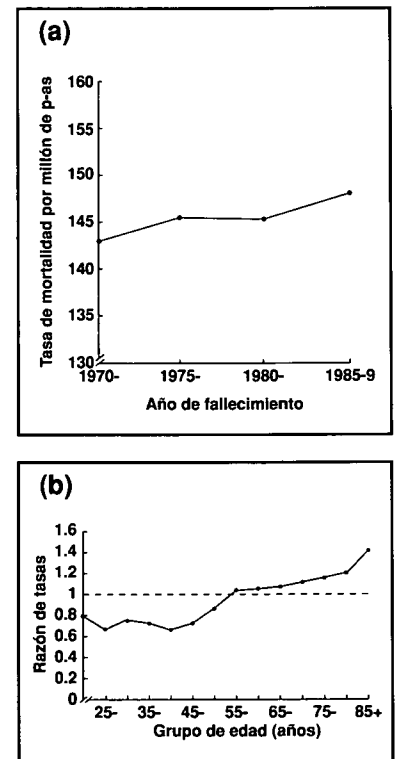 (a)
Tasa de mortalidad por millón de p-as
160
155
150
145
140
135
130
1970- 1975- 1980- 1985-9
Año de fallecimiento
(b)
Razón de tasas
1.6
1.4
1.2
1
0.8
0.6
0.4
0.2
0
25- 35- 45- 55- 65- 75- 85+
Grupo de edad (años)